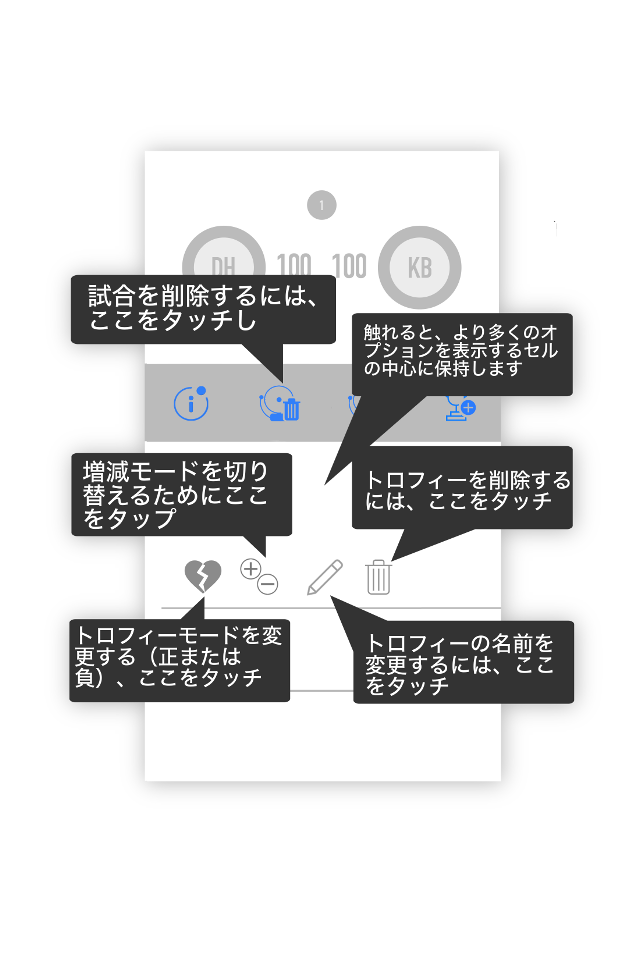 1
DH 100 100 KB
試合を削除するには、
ここをタッチし
触れると、より多くのオ
プションを表示するセル
の中心に保持します
増減モードを切り
替えるためにここ
をタップ
トロフィーを削除する
には、ここをタッチ
トロフィーモードを変
更する（正または
負）、ここをタッチ
トロフィーの名前を
変更するには、ここ
をタッチ